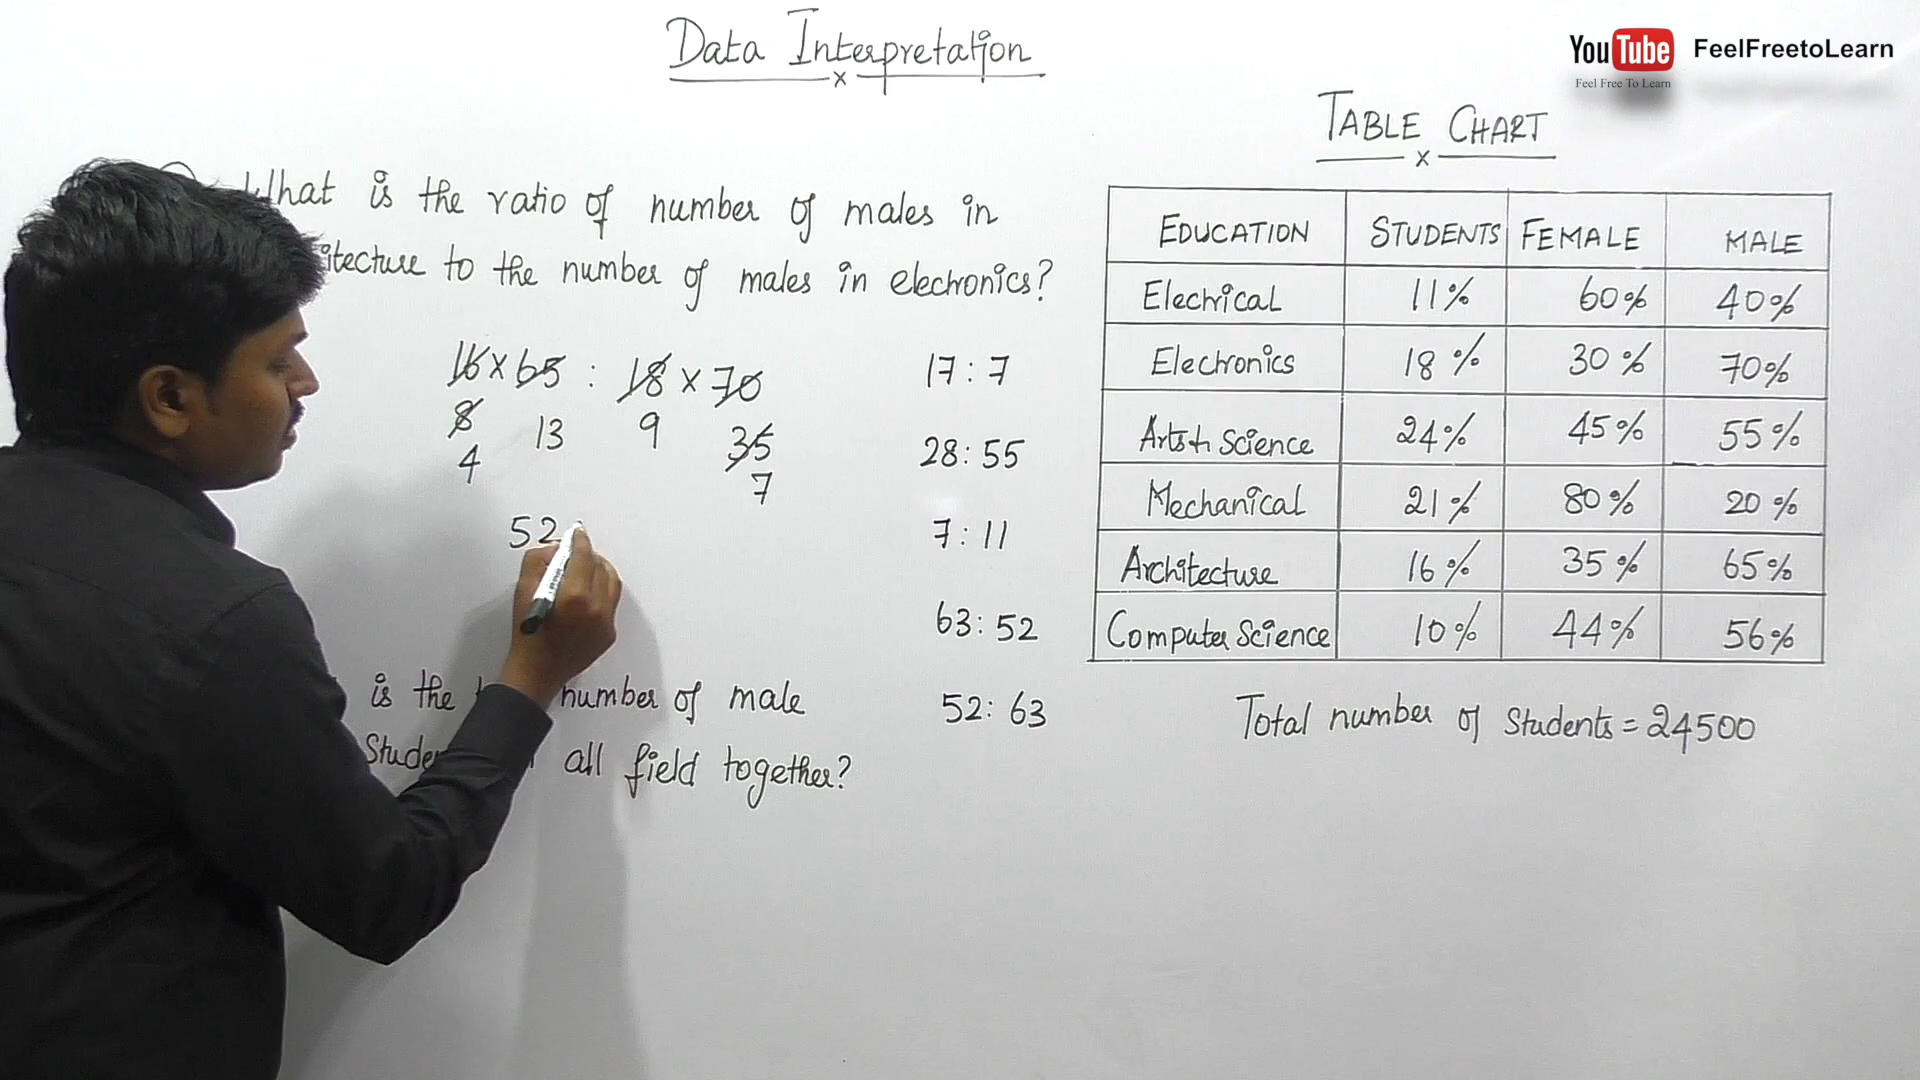 Data Interpretation
YouTube FeelFreetoLearn
Feel Free To Learn
What is the ratio of number of males in
to the number of males in electronics?
16 x 65 : 18 x 70
8 13 9 35
4 7
52
17 : 7
28 : 55
7 : 11
63 : 52
52 : 63
is the number of male
all field together?
TABLE CHART
EDUCATION STUDENTS FEMALE MALE
Electrical 11% 60% 40%
Electronics 18% 30% 70%
Arts + Science 24% 45% 55%
Mechanical 21% 80% 20%
Architecture 16% 35% 65%
Computer Science 10% 44% 56%
Total number of Students = 24500